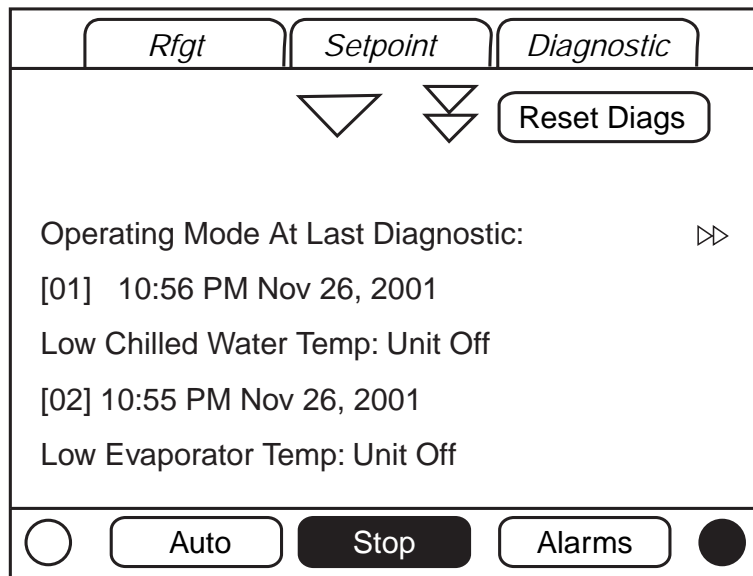 Rfgt Setpoint Diagnostic
Reset Diags
Operating Mode At Last Diagnostic:
[01] 10:56 PM Nov 26, 2001
Low Chilled Water Temp: Unit Off
[02] 10:55 PM Nov 26, 2001
Low Evaporator Temp: Unit Off
Auto Stop Alarms